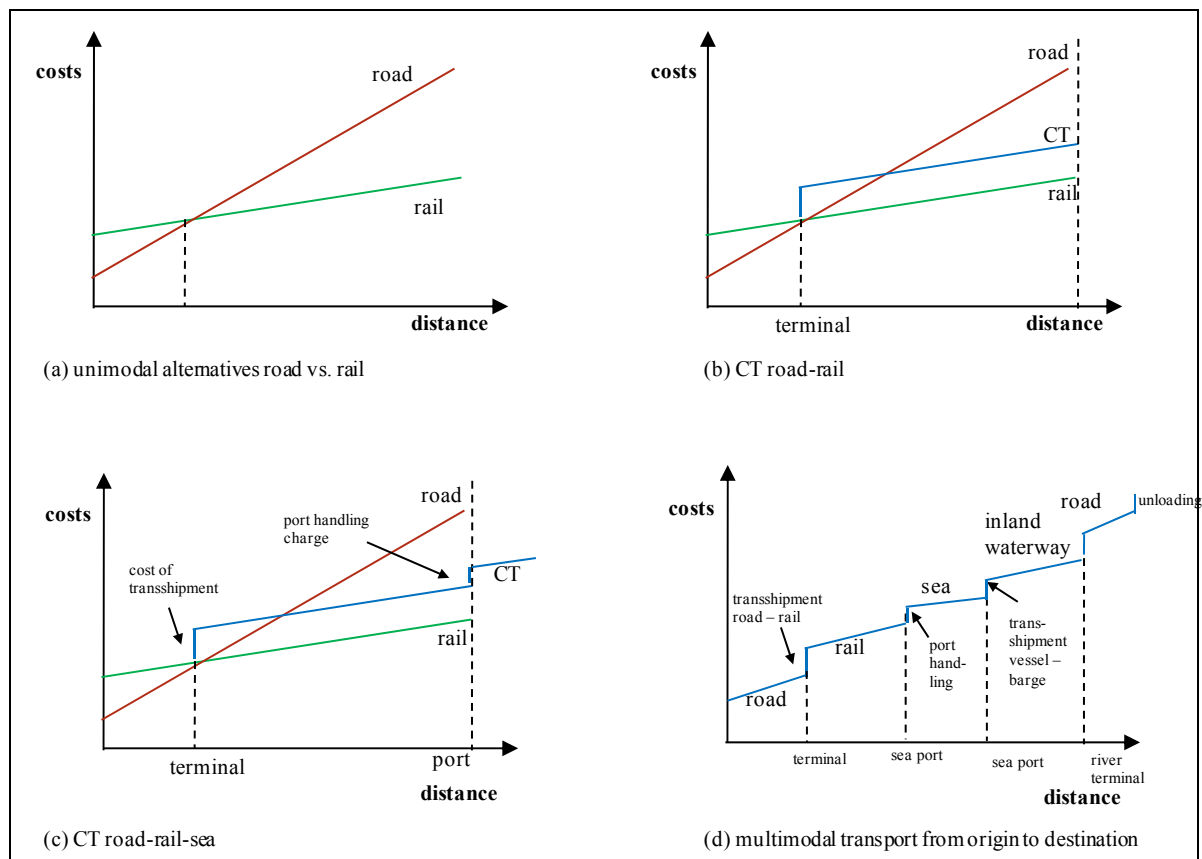 costs
road
rail
distance
(a) unimodal alternatives road vs. rail
costs
road
CT
rail
terminal
distance
(b) CT road-rail
costs
road
port handling
charge
cost of
transshipment
CT
rail
terminal
port
distance
(c) CT road-rail-sea
costs
road
unloading
inland
waterway
sea
transshipment
road – rail
rail
port
hand-
ling
trans-
shipment
vessel –
barge
road
terminal
sea port
sea port
river
terminal
distance
(d) multimodal transport from origin to destination